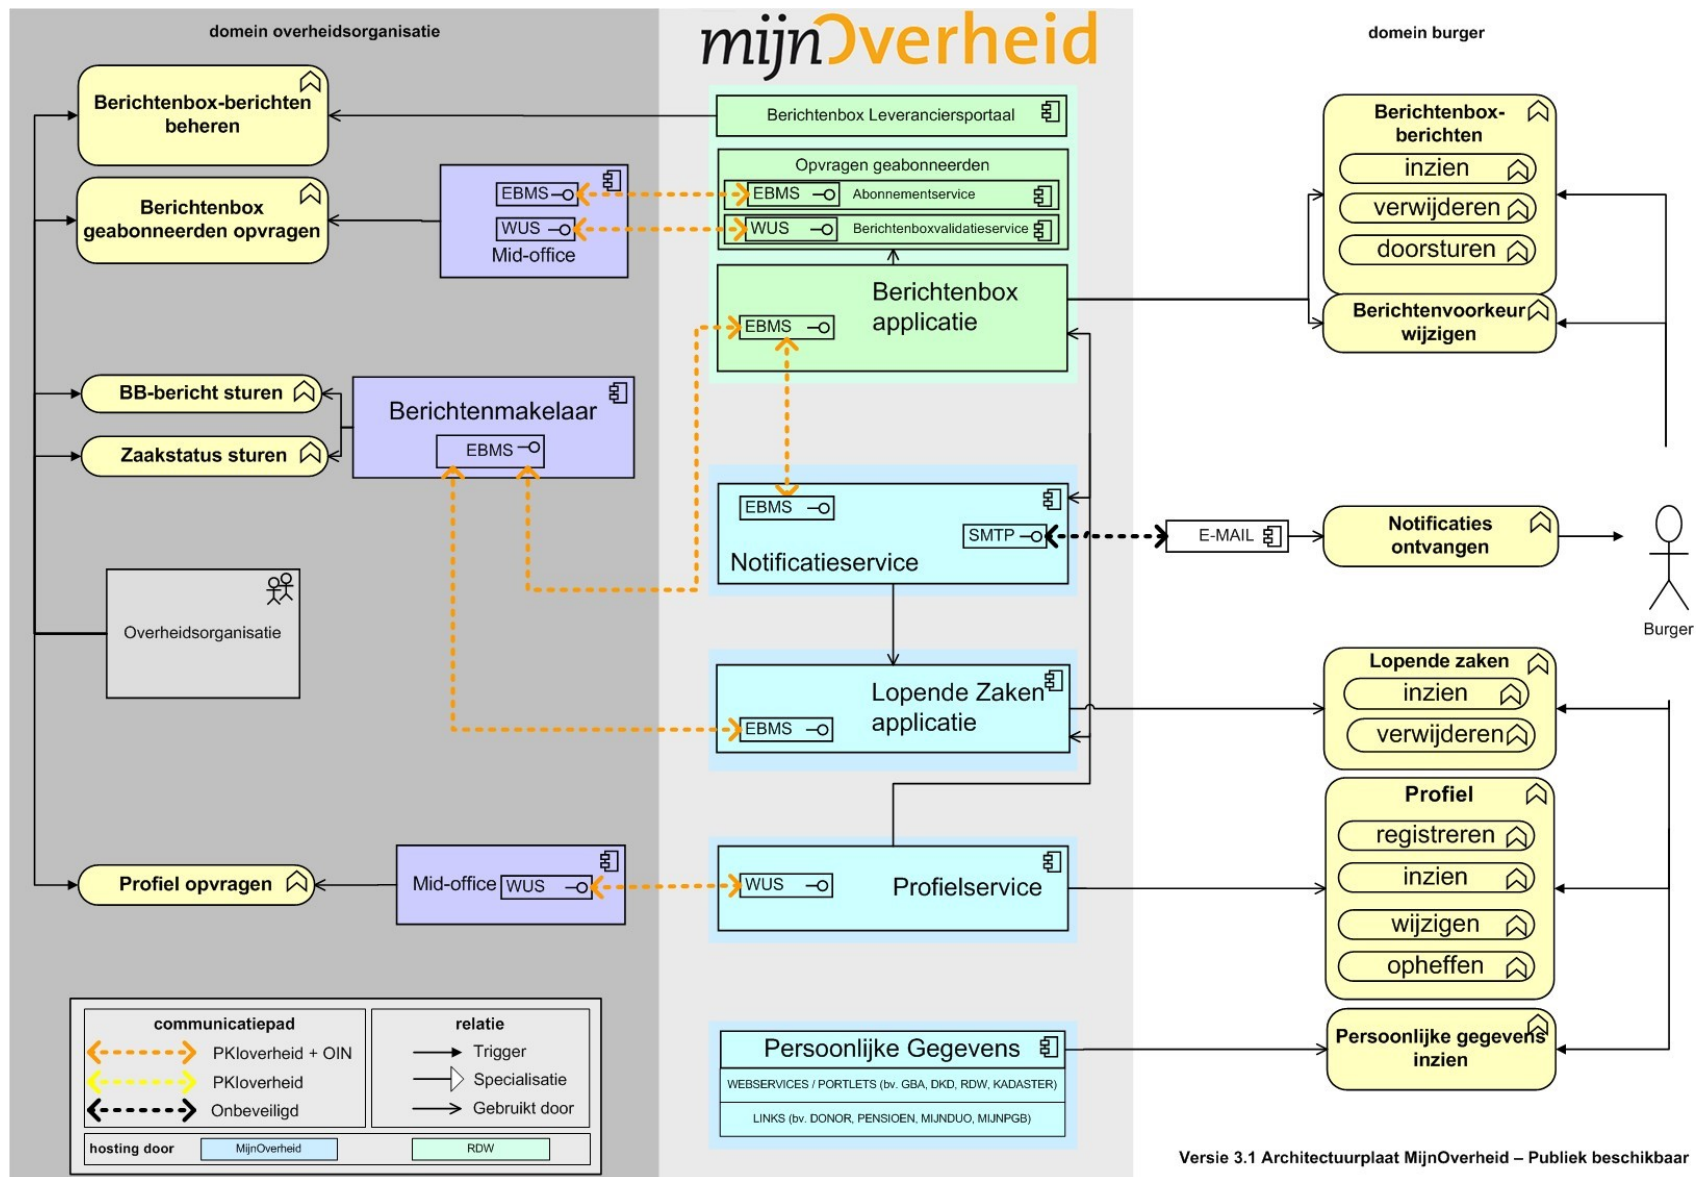 domein overheidsorganisatie
mijnOverheid
domein burger
Berichtenbox-berichten
beheren
Berichtenbox
geabonneerden opvragen
EBMS
WUS
Mid-office
Berichtenbox Leveranciersportaal
Opvragen geabonneerden
EBMS
Abonnementservice
WUS
Berichtenboxvalidatieservice
Berichtenbox
applicatie
EBMS
Berichtenbox-
berichten
inzien
verwijderen
doorsturen
Berichtenvoorkeur
wijzigen
BB-bericht sturen
Zaakstatus sturen
Berichtenmakelaar
EBMS
EBMS
SMTP
Notificatieservice
E-MAIL
Notificaties
ontvangen
Burger
Overheidsorganisatie
Lopende Zaken
applicatie
EBMS
Lopende zaken
inzien
verwijderen
Profiel opvragen
Mid-office
WUS
WUS
Profielservice
Profiel
registreren
inzien
wijzigen
opheffen
Persoonlijke Gegevens
WEBSERVICES / PORTLETS (bv. GBA, DKD, RDW, KADASTER)
LINKS (bv. DONOR, PENSIOEN, MIJNDUO, MIJNPGB)
Persoonlijke gegevens
inzien
communicatiepad
PKIoverheid + OIN
PKIoverheid
Onbeveiligd
relatie
Trigger
Specialisatie
Gebruikt door
hosting door
MijnOverheid
RDW
Versie 3.1 Architectuurplaat MijnOverheid – Publiek beschikbaar